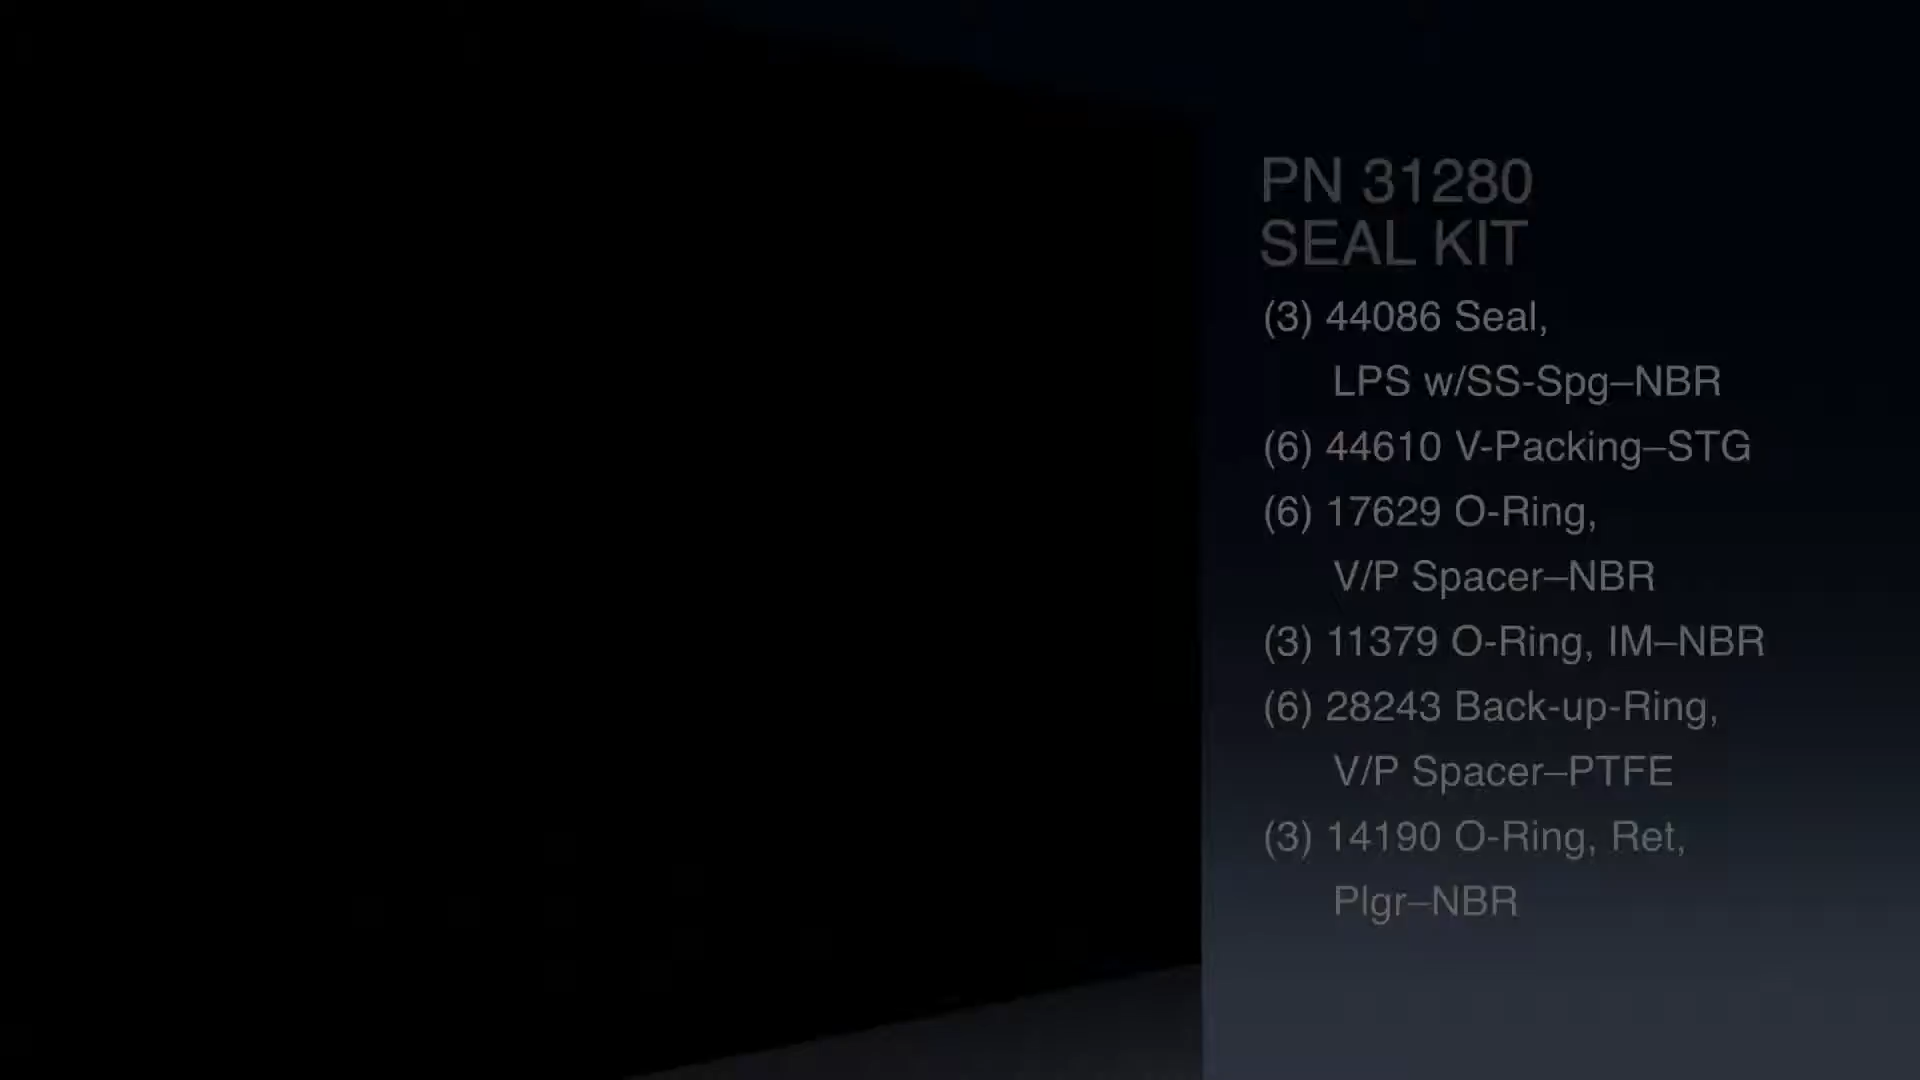 PN 31280
SEAL KIT
(3) 44086 Seal,
LPS w/SS-Spg–NBR
(6) 44610 V-Packing–STG
(6) 17629 O-Ring,
V/P Spacer–NBR
(3) 11379 O-Ring, IM–NBR
(6) 28243 Back-up-Ring,
V/P Spacer–PTFE
(3) 14190 O-Ring, Ret,
Plgr–NBR